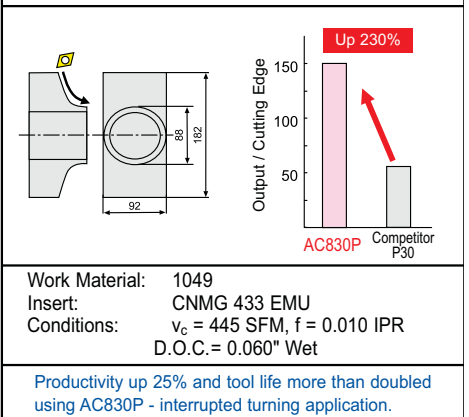 Up 230%
Output / Cutting Edge
150
100
50
88
182
92
AC830P
Competitor
P30
Work Material: 1049
Insert: CNMG 433 EMU
Conditions: vc = 445 SFM, f = 0.010 IPR
D.O.C.= 0.060" Wet
Productivity up 25% and tool life more than doubled
using AC830P - interrupted turning application.